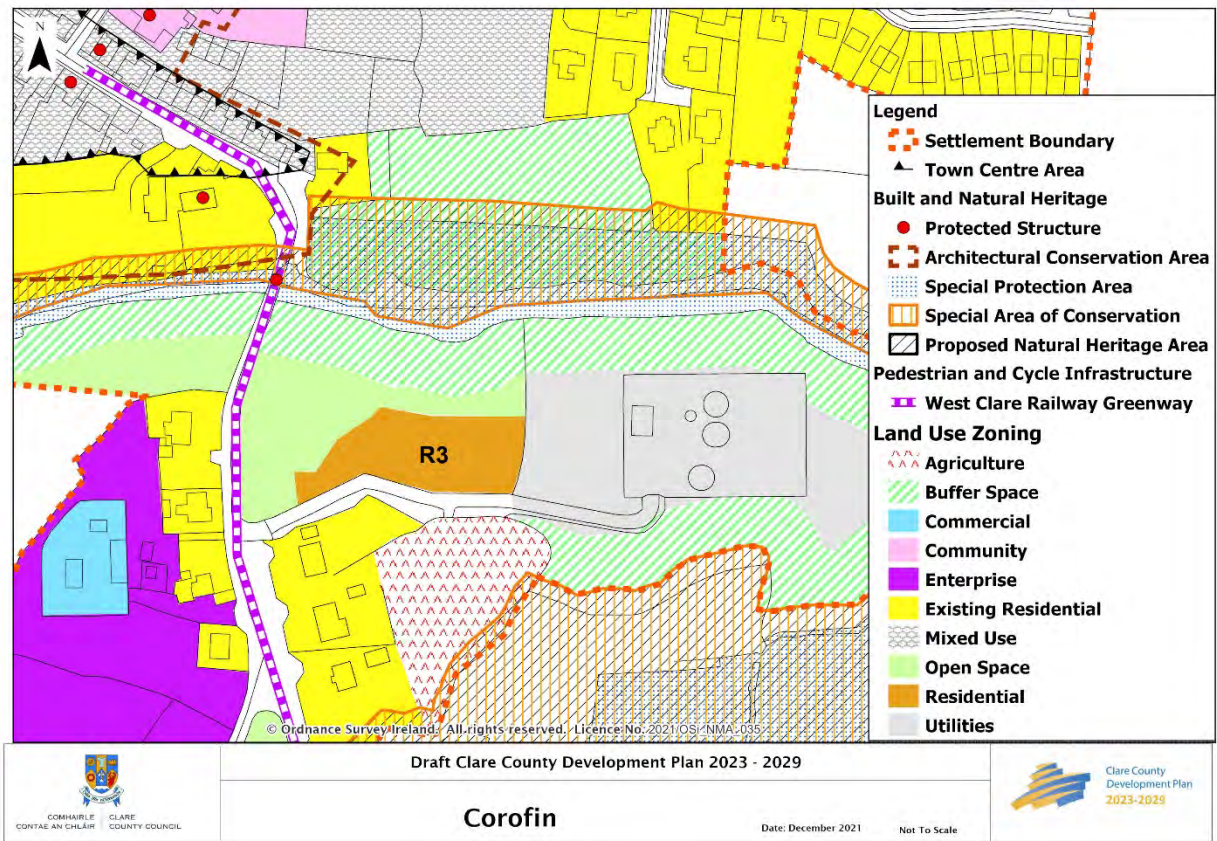 N
R3
Legend
Settlement Boundary
Town Centre Area
Built and Natural Heritage
Protected Structure
Architectural Conservation Area
Special Protection Area
Special Area of Conservation
Proposed Natural Heritage Area
Pedestrian and Cycle Infrastructure
West Clare Railway Greenway
Land Use Zoning
Agriculture
Buffer Space
Commercial
Community
Enterprise
Existing Residential
Mixed Use
Open Space
Residential
Utilities
© Ordnance Survey Ireland. All rights reserved. Licence No. 2021/OSi_NMA_035
COMHAIRLE CONTAE AN CHLÁIR
CLARE COUNTY COUNCIL
Draft Clare County Development Plan 2023 - 2029
Corofin
Date: December 2021
Not To Scale
Clare County
Development Plan
2023-2029